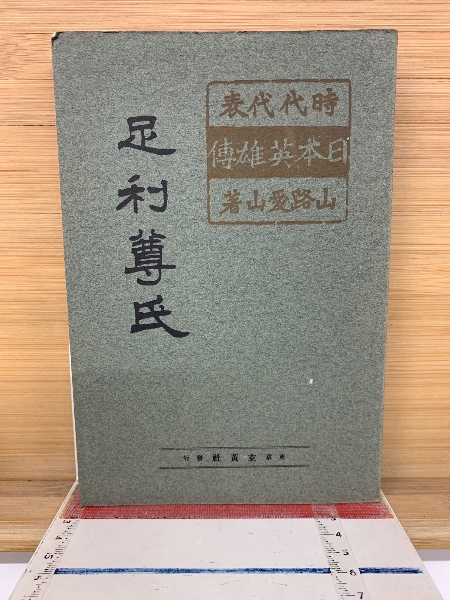 時代代表
日本英雄傳
山路愛山著
足利尊氏
東京玄黃社發行